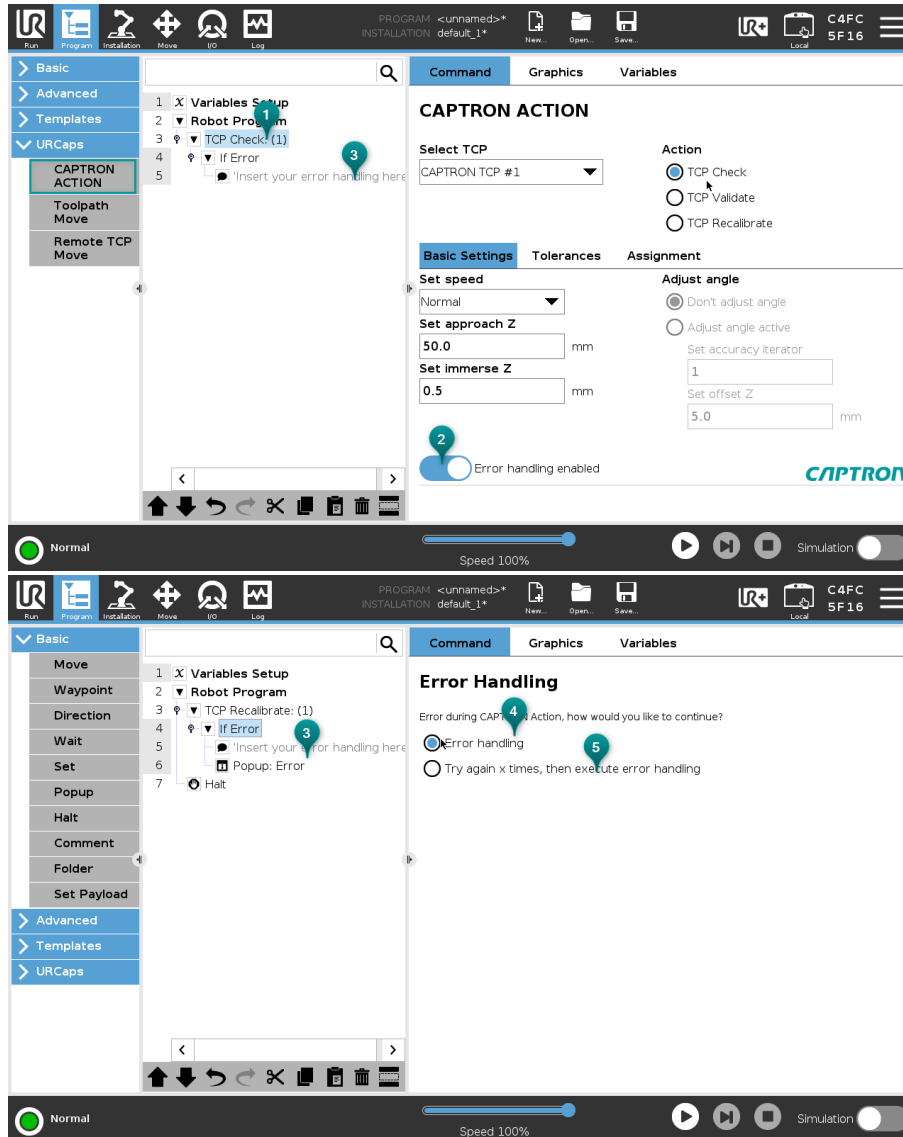 PROGRAM <unnamed>*
INSTALLATION default_1*
Run Program Installation Move I/O Log New... Open... Save... UR+ Local C4FC 5F16
Basic
Advanced
Templates
URCaps
CAPTRON ACTION
Toolpath Move
Remote TCP Move
1 X Variables Setup
2 Robot Program
3 TCP Check: (1)
4 If Error
5 'Insert your error handling here
1
3
Command Graphics Variables
CAPTRON ACTION
Select TCP
CAPTRON TCP #1
Action
TCP Check
TCP Validate
TCP Recalibrate
Basic Settings Tolerances Assignment
Set speed
Normal
Set approach Z
50.0 mm
Set immerse Z
0.5 mm
Adjust angle
Don't adjust angle
Adjust angle active
Set accuracy iterator
1
Set offset Z
5.0 mm
2
Error handling enabled
CAPTRON
Normal
Speed 100%
Simulation
PROGRAM <unnamed>*
INSTALLATION default_1*
Run Program Installation Move I/O Log New... Open... Save... UR+ Local C4FC 5F16
Basic
Move
Waypoint
Direction
Wait
Set
Popup
Halt
Comment
Folder
Set Payload
Advanced
Templates
URCaps
1 X Variables Setup
2 Robot Program
3 TCP Recalibrate: (1)
4 If Error
5 'Insert your error handling here
6 Popup: Error
7 Halt
3
Command Graphics Variables
Error Handling
Error during CAPTRON Action, how would you like to continue?
4
Error handling
5
Try again x times, then execute error handling
Normal
Speed 100%
Simulation